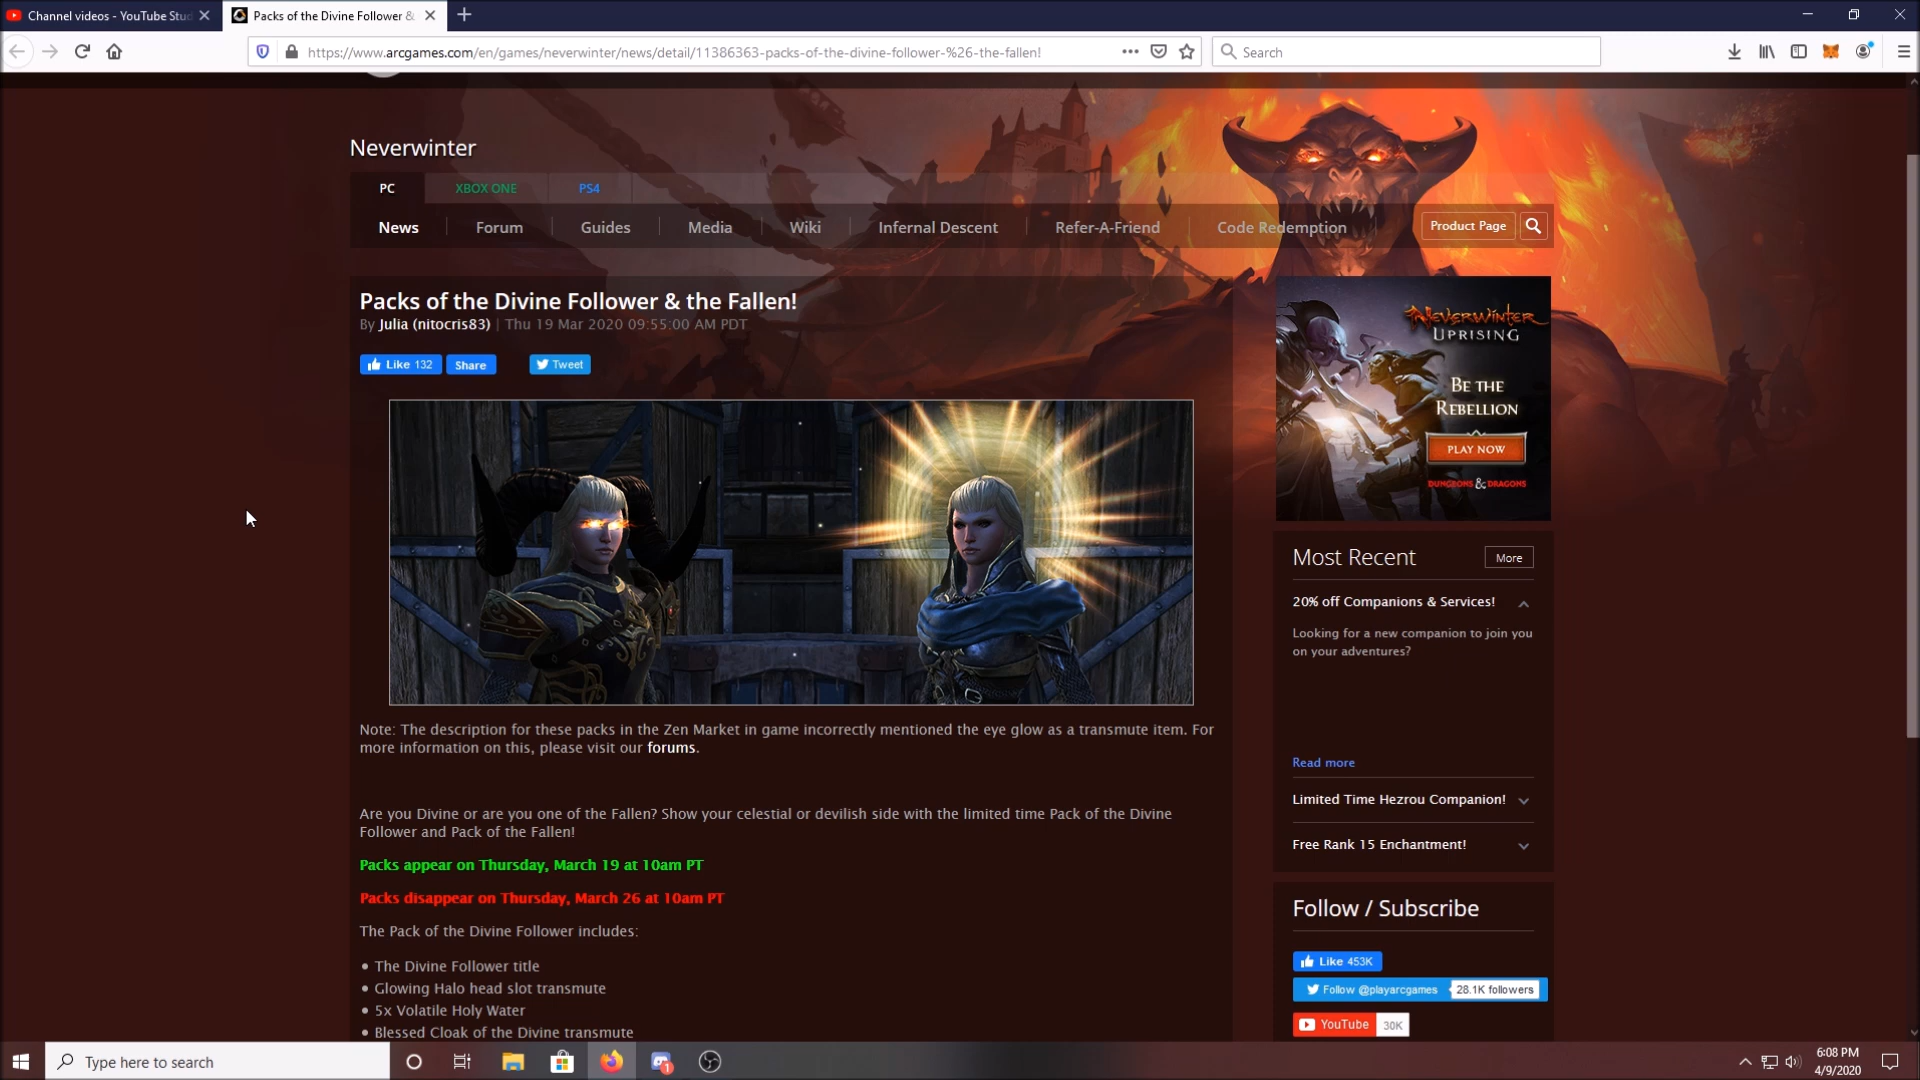 Channel videos - YouTube Stud
Packs of the Divine Follower &
https://www.arcgames.com/en/games/neverwinter/news/detail/11386363-packs-of-the-divine-follower-%26-the-fallen!
Search
Neverwinter
PC
XBOX ONE
PS4
News
Forum
Guides
Media
Wiki
Infernal Descent
Refer-A-Friend
Code Redemption
Product Page
Packs of the Divine Follower & the Fallen!
By Julia (nitocris83) | Thu 19 Mar 2020 09:55:00 AM PDT
Like 132
Share
Tweet
Note: The description for these packs in the Zen Market in game incorrectly mentioned the eye glow as a transmute item. For
more information on this, please visit our forums.
Are you Divine or are you one of the Fallen? Show your celestial or devilish side with the limited time Pack of the Divine
Follower and Pack of the Fallen!
Packs appear on Thursday, March 19 at 10am PT
Packs disappear on Thursday, March 26 at 10am PT
The Pack of the Divine Follower includes:
• The Divine Follower title
• Glowing Halo head slot transmute
• 5x Volatile Holy Water
• Blessed Cloak of the Divine transmute
NEVERWINTER
UPRISING
BE THE
REBELLION
PLAY NOW
DUNGEONS & DRAGONS
Most Recent
More
20% off Companions & Services!
Looking for a new companion to join you
on your adventures?
Read more
Limited Time Hezrou Companion!
Free Rank 15 Enchantment!
Follow / Subscribe
Like 453K
Follow @playarcgames
28.1K followers
YouTube
30K
Type here to search
1
6:08 PM
4/9/2020